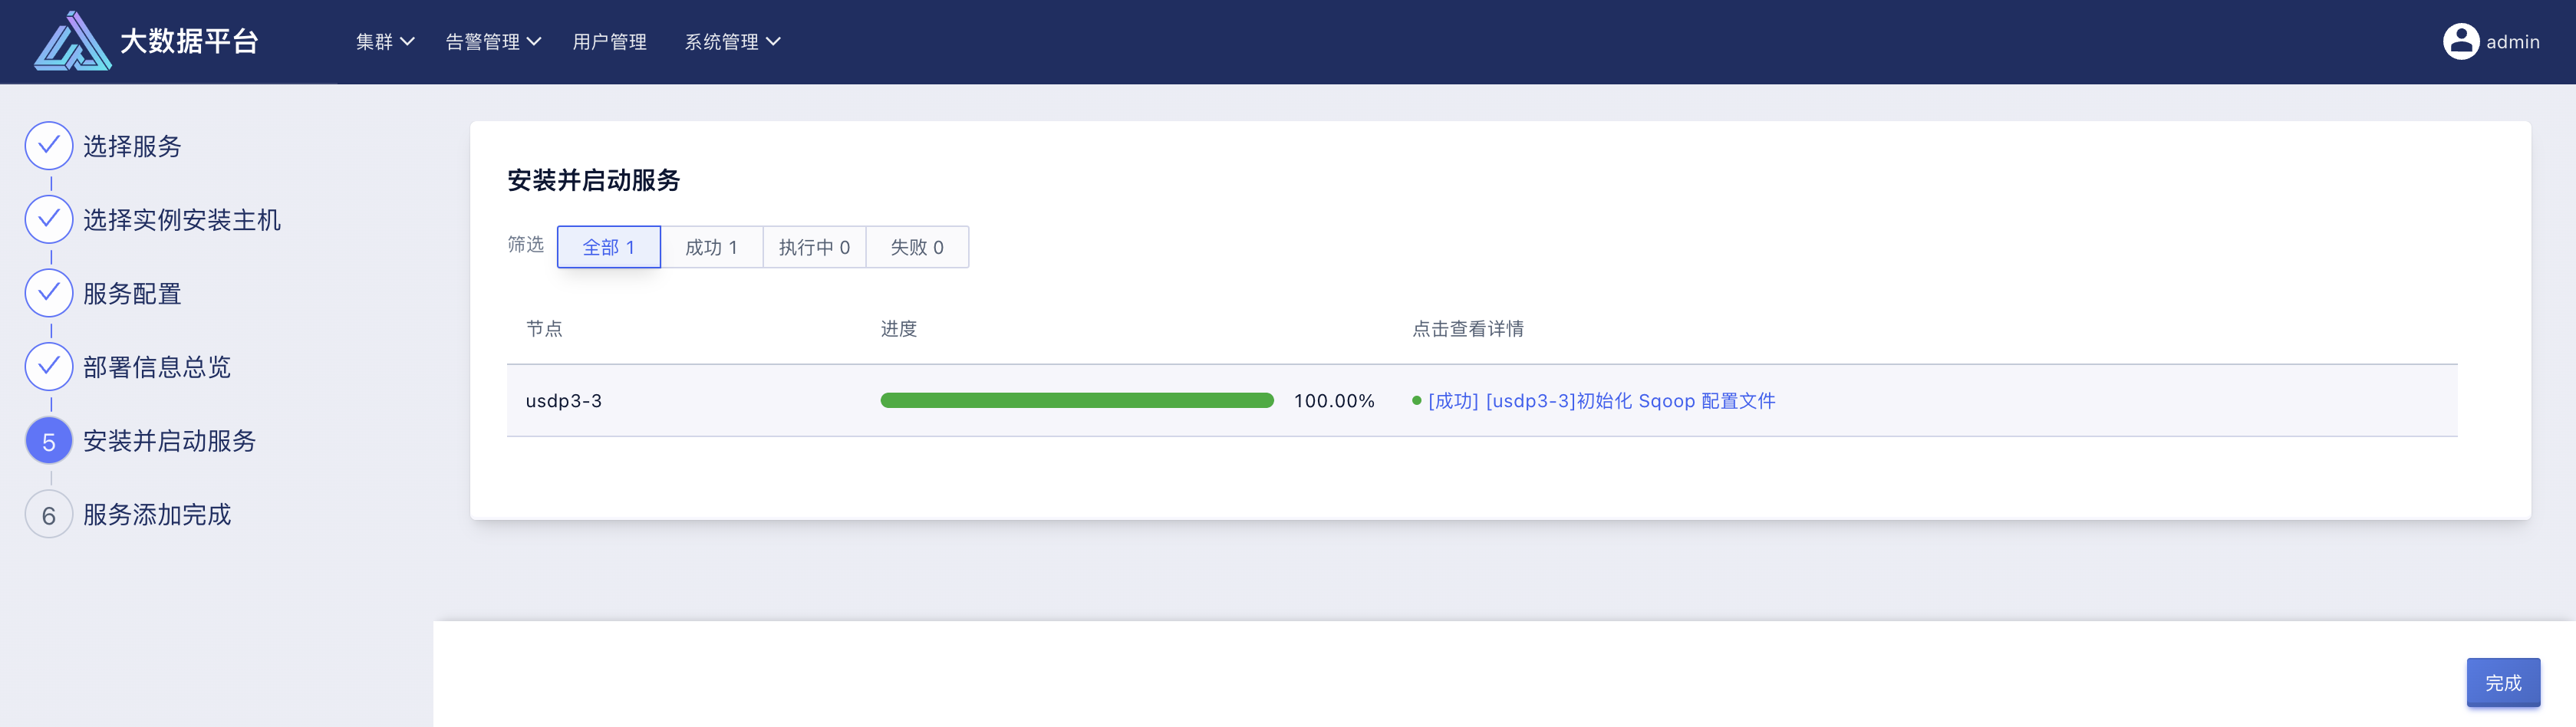 大数据平台
集群
告警管理
用户管理
系统管理
admin
选择服务
选择实例安装主机
服务配置
部署信息总览
5 安装并启动服务
6 服务添加完成
安装并启动服务
筛选
全部 1
成功 1
执行中 0
失败 0
节点 进度 点击查看详情
usdp3-3 100.00% [成功] [usdp3-3]初始化 Sqoop 配置文件
完成